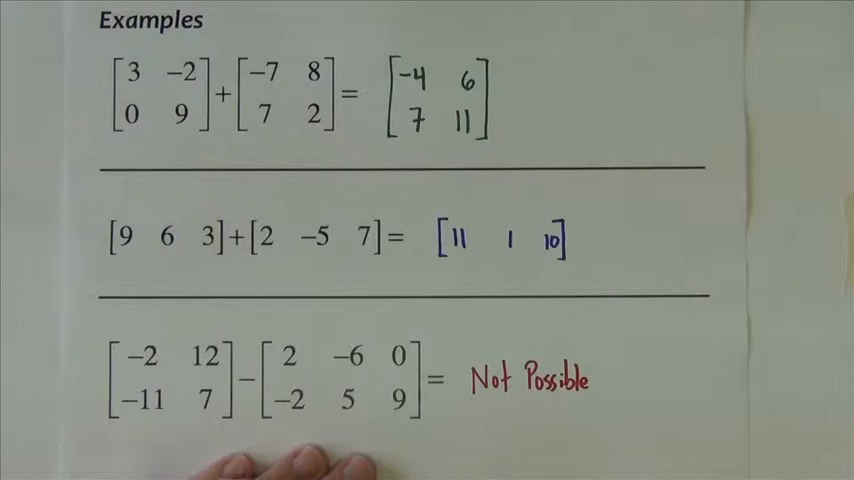 Examples
[3 −2] + [−7 8] = [-4 6]
[0 9] [7 2] [7 11]
[9 6 3] + [2 −5 7] = [11 1 10]
[−2 12] − [2 −6 0] = Not Possible
[−11 7] [−2 5 9]